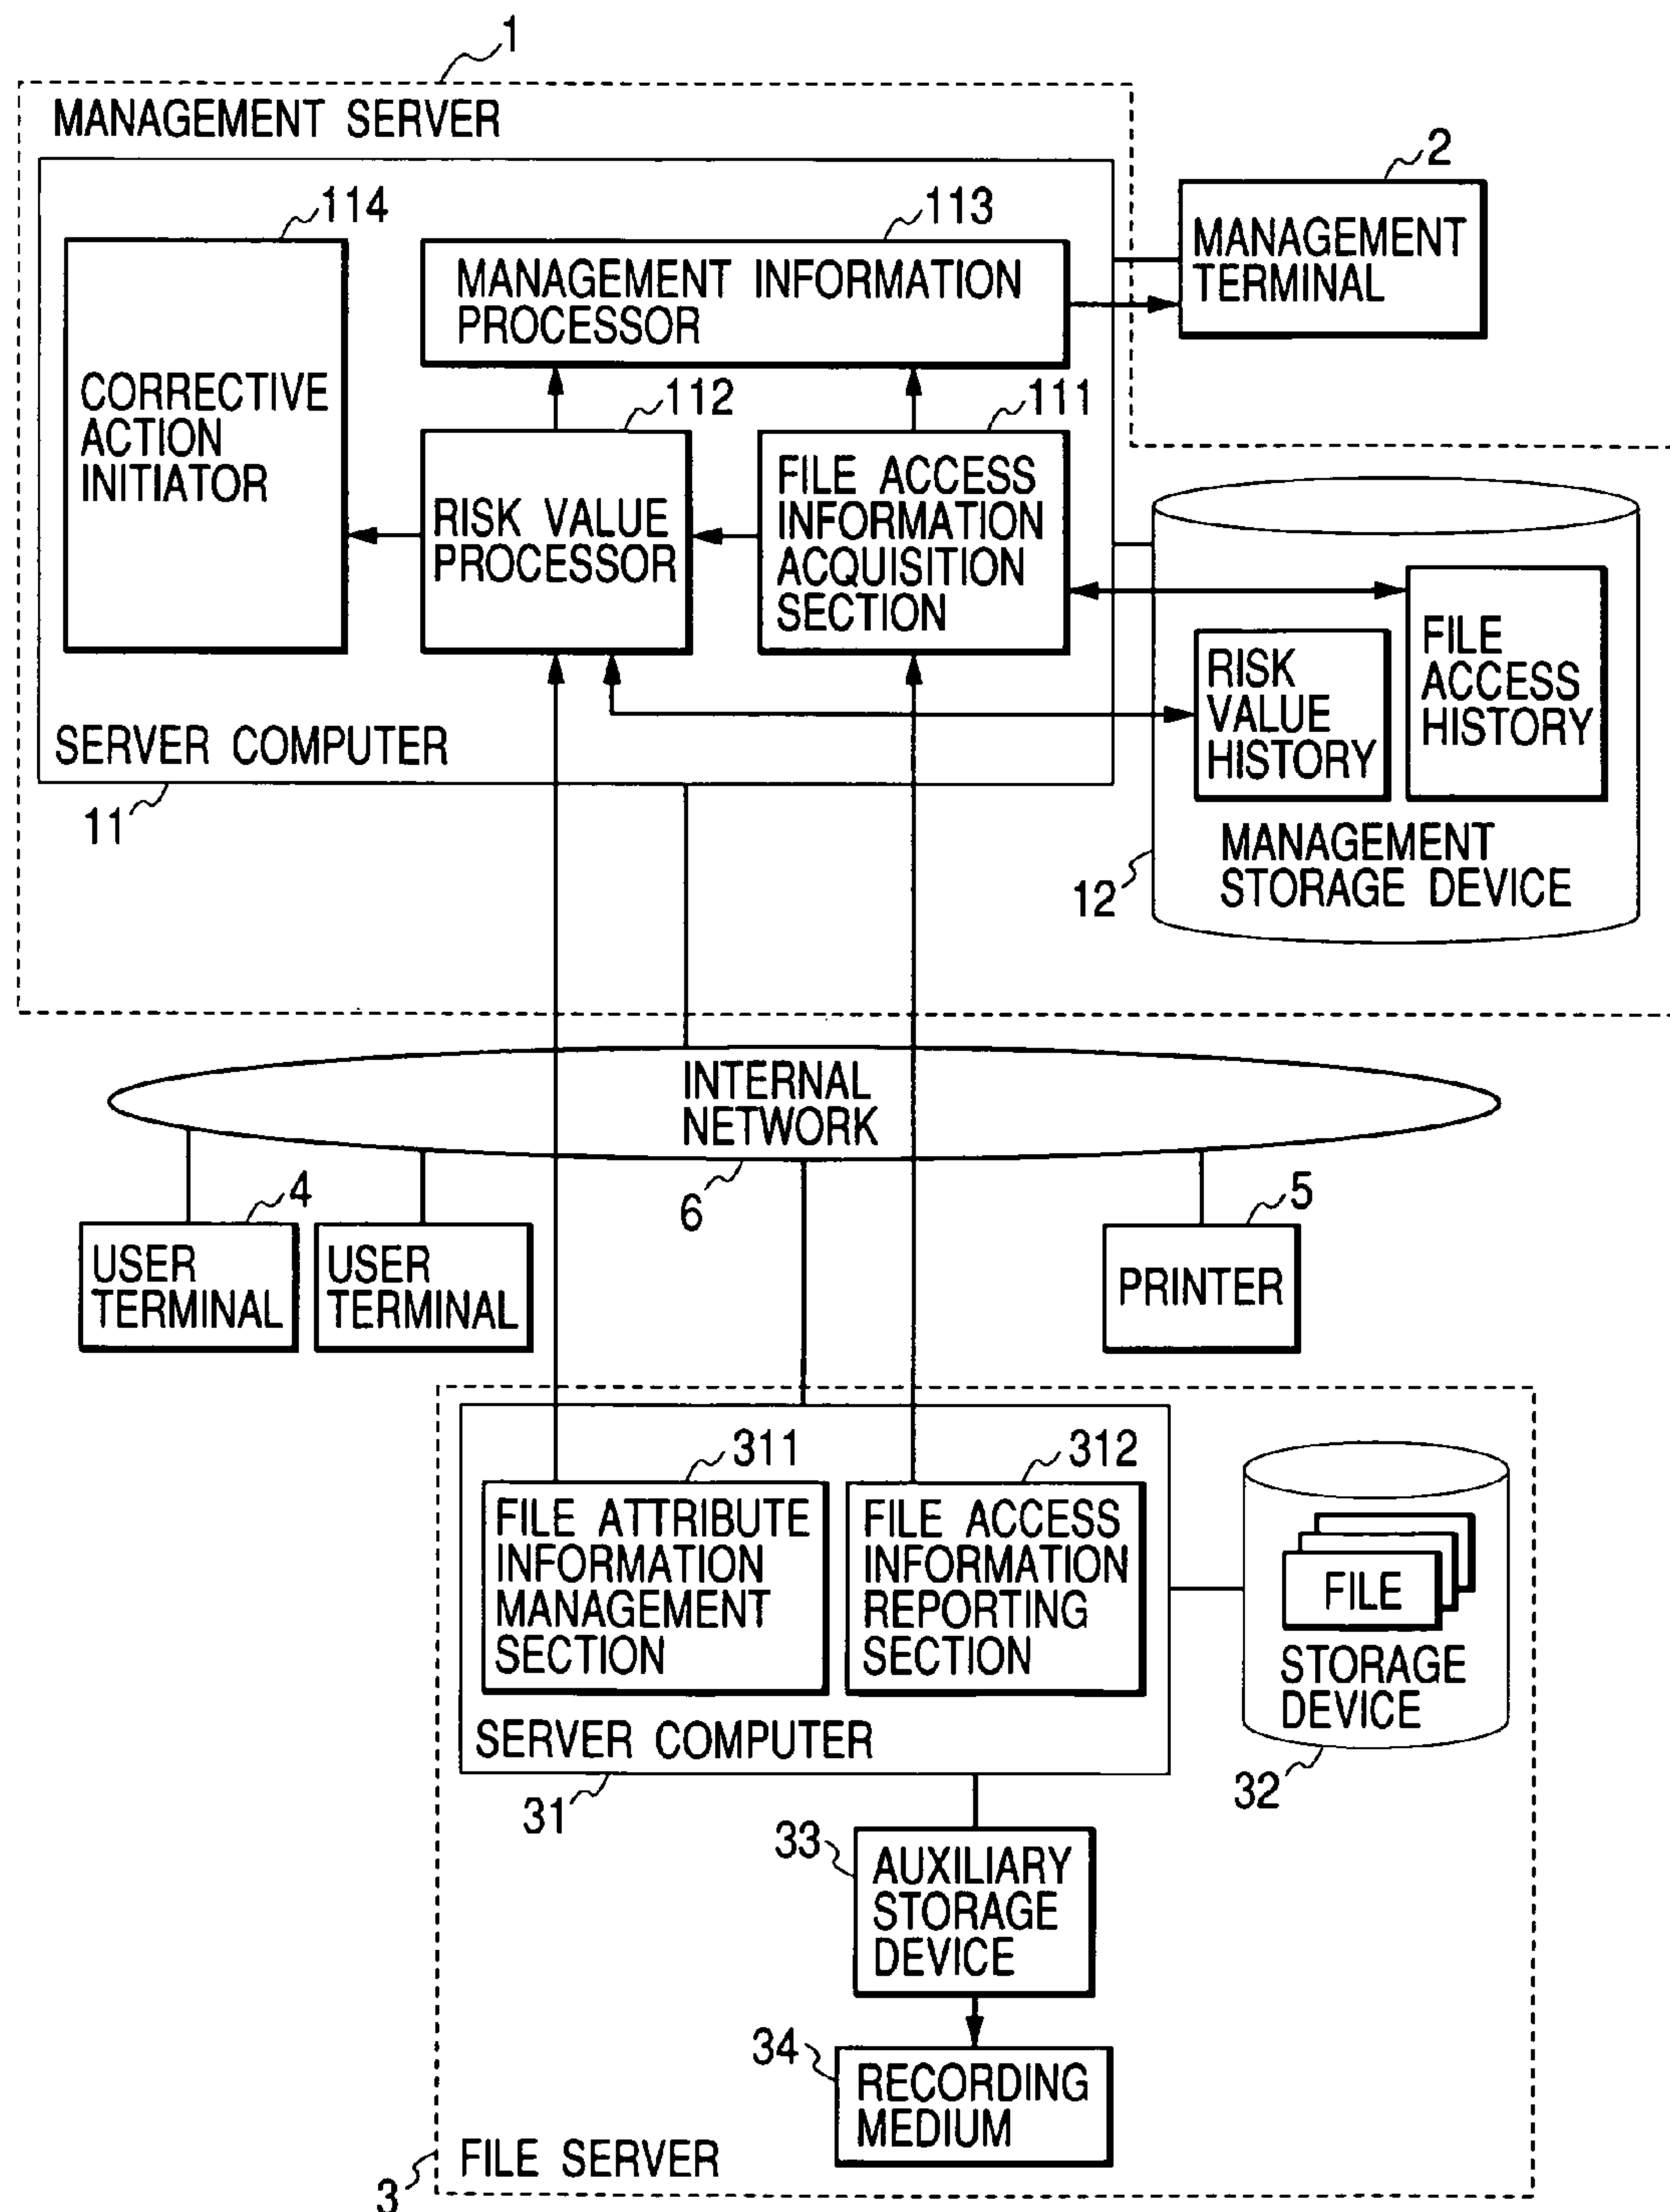 1
MANAGEMENT SERVER
2
MANAGEMENT
TERMINAL
114
CORRECTIVE
ACTION
INITIATOR
113
MANAGEMENT INFORMATION
PROCESSOR
112
RISK VALUE
PROCESSOR
111
FILE ACCESS
INFORMATION
ACQUISITION
SECTION
SERVER COMPUTER
11
RISK
VALUE
HISTORY
FILE
ACCESS
HISTORY
MANAGEMENT
STORAGE DEVICE
12
INTERNAL
NETWORK
6
4
USER
TERMINAL
USER
TERMINAL
5
PRINTER
311
FILE ATTRIBUTE
INFORMATION
MANAGEMENT
SECTION
312
FILE ACCESS
INFORMATION
REPORTING
SECTION
SERVER COMPUTER
31
FILE
STORAGE
DEVICE
32
33
AUXILIARY
STORAGE
DEVICE
34
RECORDING
MEDIUM
FILE SERVER
3